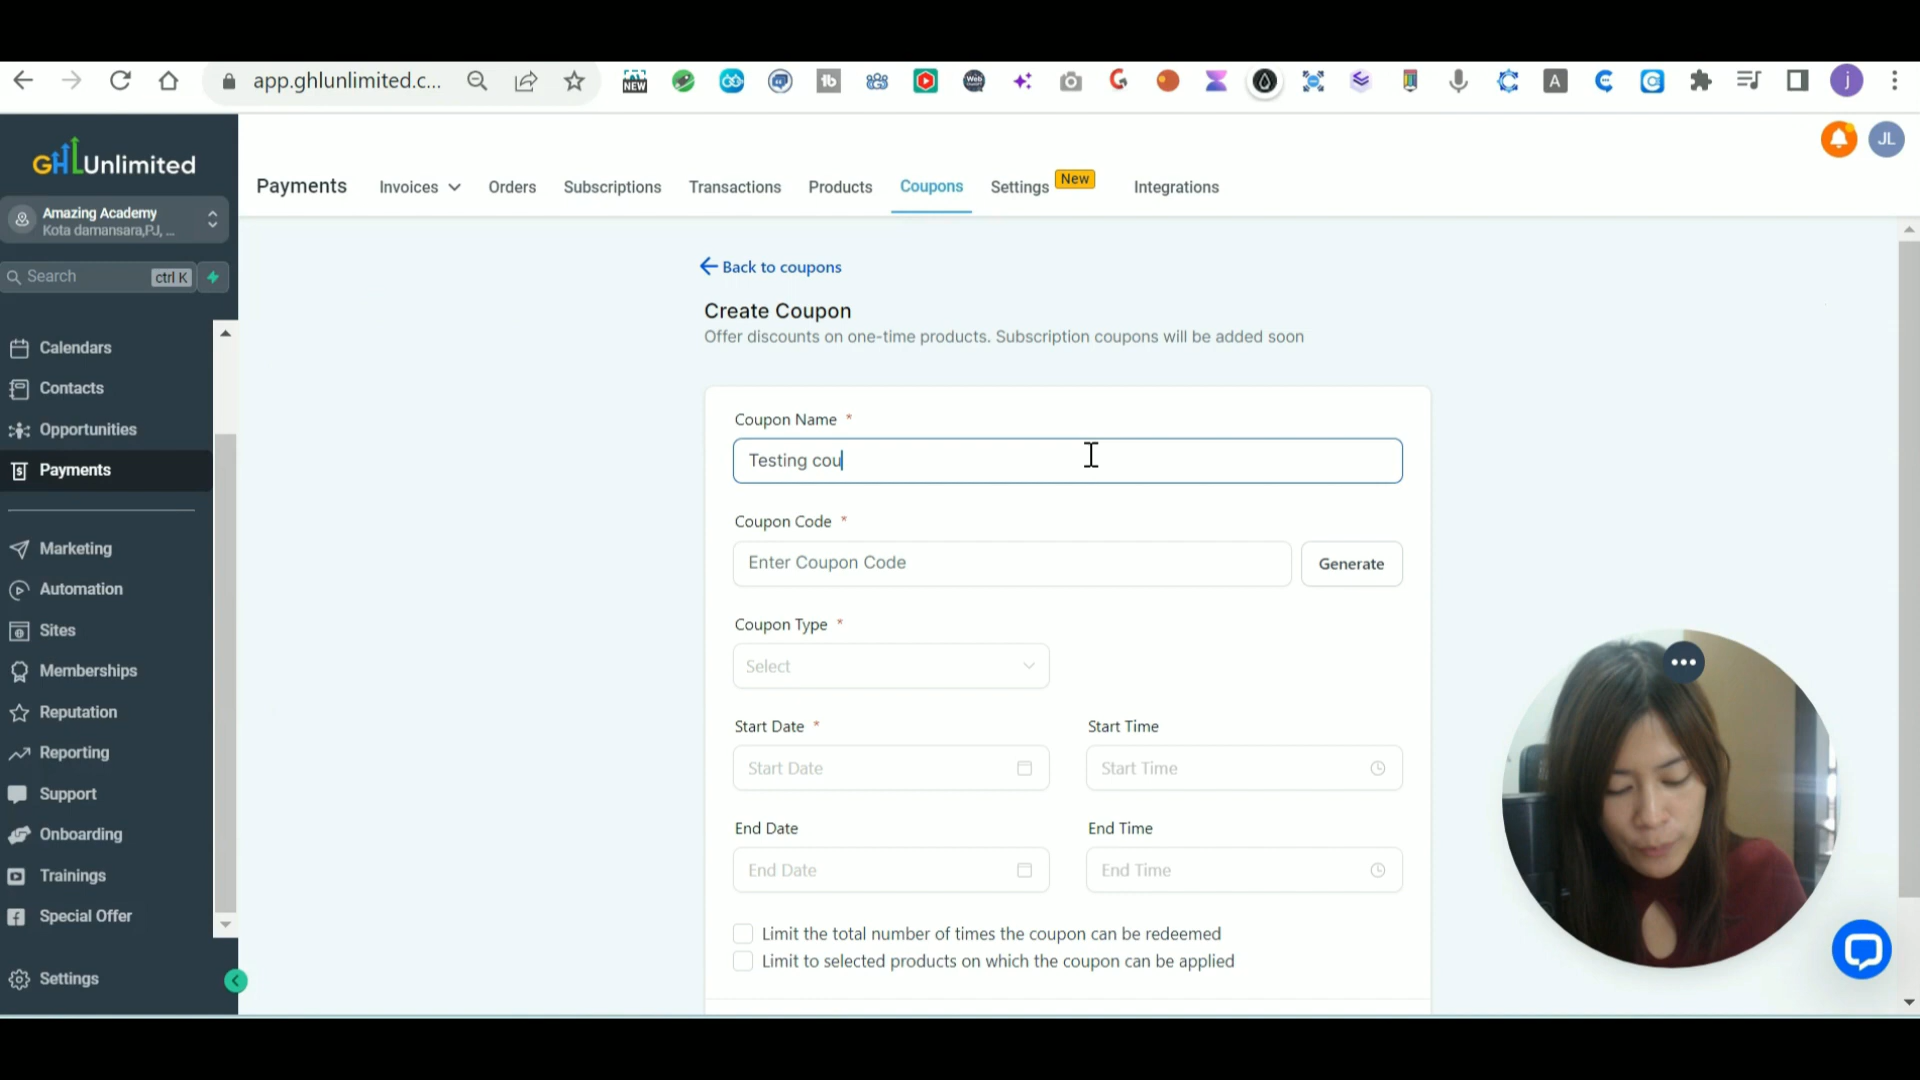 app.ghlunlimited.c...
NEW
tb
Web
A
j
GHLUnlimited
Amazing Academy
Kota damansara,PJ, ...
Search
ctrl K
Calendars
Contacts
Opportunities
Payments
Marketing
Automation
Sites
Memberships
Reputation
Reporting
Support
Onboarding
Trainings
Special Offer
Settings
JL
Payments Invoices Orders Subscriptions Transactions Products Coupons Settings New Integrations
Back to coupons
Create Coupon
Offer discounts on one-time products. Subscription coupons will be added soon
Coupon Name *
Testing cou
Coupon Code *
Enter Coupon Code
Generate
Coupon Type *
Select
Start Date * Start Time
Start Date Start Time
End Date End Time
End Date End Time
Limit the total number of times the coupon can be redeemed
Limit to selected products on which the coupon can be applied